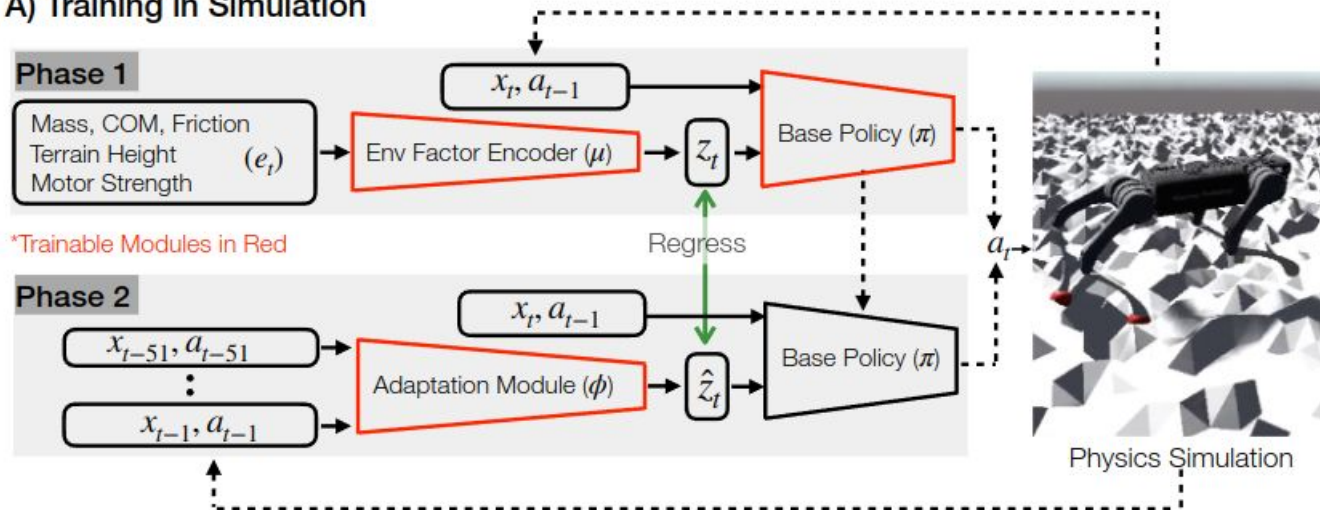 A) Training in Simulation
Phase 1
x_t, a_{t-1}
Mass, COM, Friction
Terrain Height
Motor Strength
(e_t)
Env Factor Encoder (μ)
z_t
Base Policy (π)
*Trainable Modules in Red
Regress
a_t
Phase 2
x_t, a_{t-1}
x_{t-51}, a_{t-51}
⋮
x_{t-1}, a_{t-1}
Adaptation Module (ϕ)
ẑ_t
Base Policy (π)
Physics Simulation